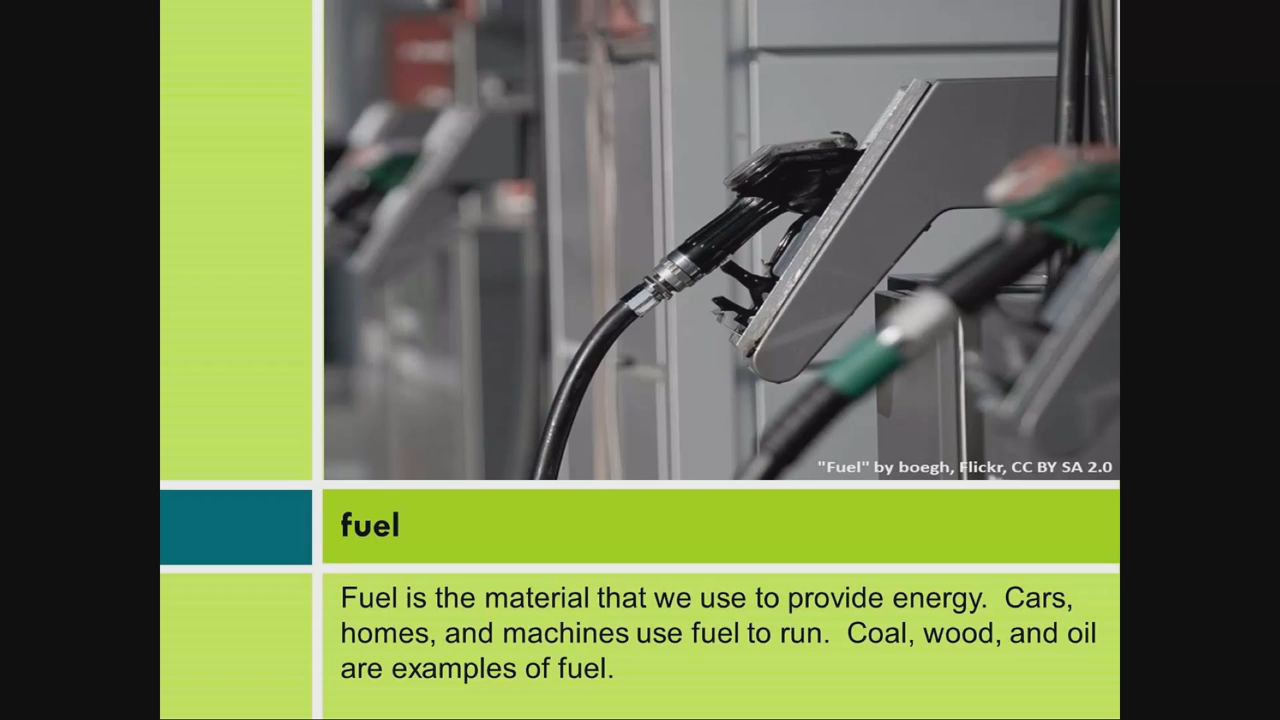 "Fuel" by boegh, Flickr, CC BY SA 2.0
fuel
Fuel is the material that we use to provide energy.  Cars,
homes, and machines use fuel to run.  Coal, wood, and oil
are examples of fuel.